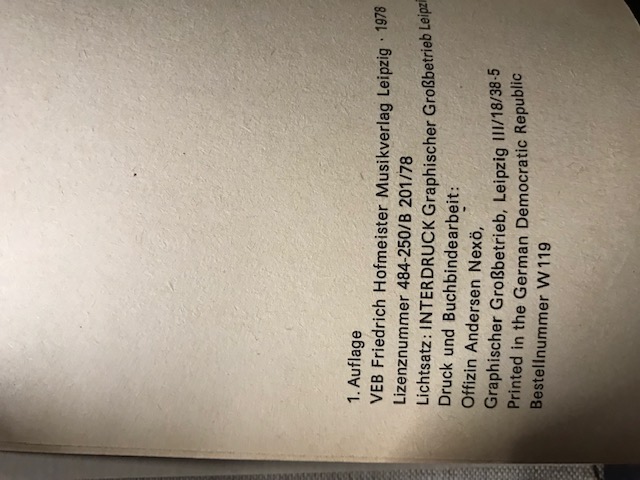 1. Auflage
VEB Friedrich Hofmeister Musikverlag Leipzig · 1978
Lizenznummer 484-250/B 201/78
Lichtsatz: INTERDRUCK Graphischer Großbetrieb Leipzi
Druck und Buchbindearbeit:
Offizin Andersen Nexö,
Graphischer Großbetrieb, Leipzig III/18/38-5
Printed in the German Democratic Republic
Bestellnummer W 119